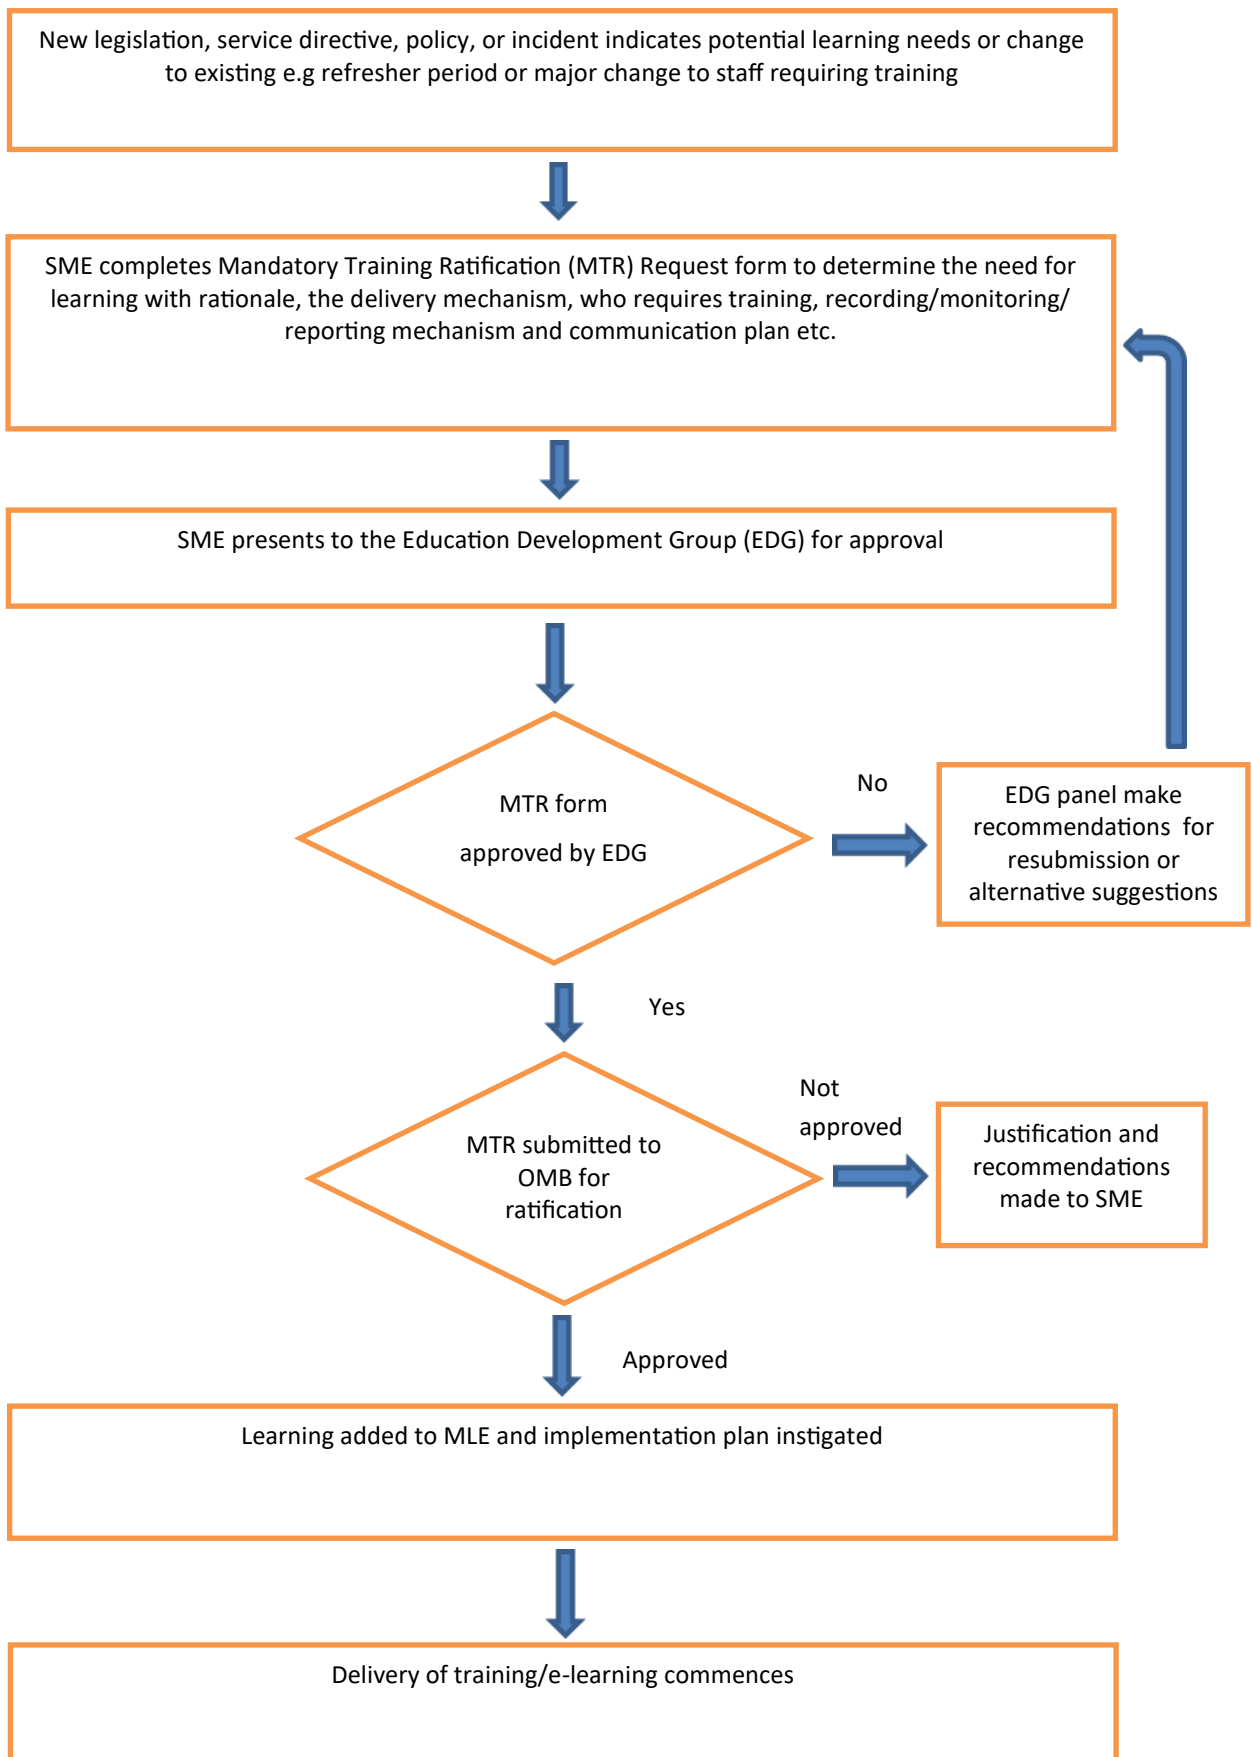 New legislation, service directive, policy, or incident indicates potential learning needs or change
to existing e.g refresher period or major change to staff requiring training
SME completes Mandatory Training Ratification (MTR) Request form to determine the need for
learning with rationale, the delivery mechanism, who requires training, recording/monitoring/
reporting mechanism and communication plan etc.
SME presents to the Education Development Group (EDG) for approval
MTR form
approved by EDG
No
EDG panel make
recommendations for
resubmission or
alternative suggestions
Yes
MTR submitted to
OMB for
ratification
Not
approved
Justification and
recommendations
made to SME
Approved
Learning added to MLE and implementation plan instigated
Delivery of training/e-learning commences